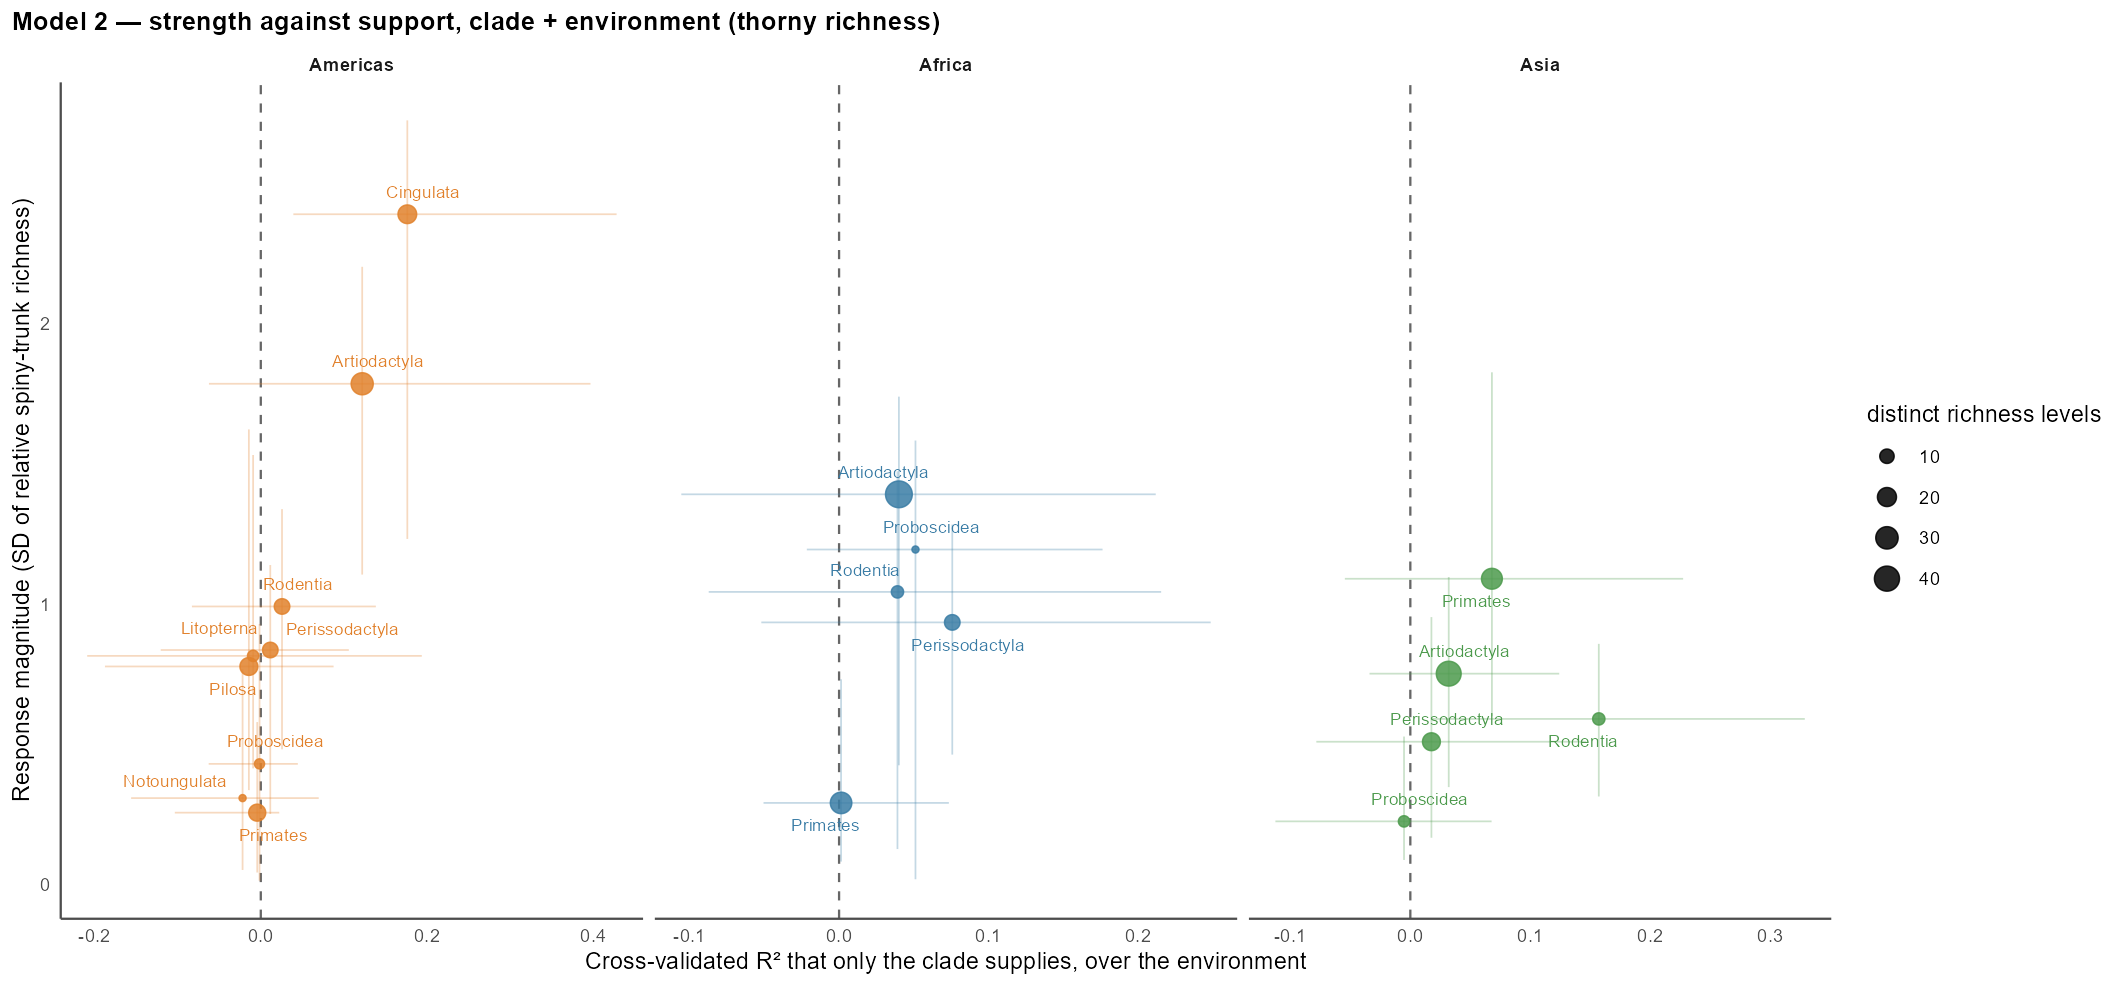 Model 2 — strength against support, clade + environment (thorny richness)
Americas
Africa
Asia
Response magnitude (SD of relative spiny-trunk richness)
2
1
0
Cingulata
Artiodactyla
Rodentia
Litopterna
Perissodactyla
Pilosa
Proboscidea
Notoungulata
Primates
Artiodactyla
Proboscidea
Rodentia
Perissodactyla
Primates
Primates
Artiodactyla
Perissodactyla
Rodentia
Proboscidea
-0.2 0.0 0.2 0.4
-0.1 0.0 0.1 0.2
-0.1 0.0 0.1 0.2 0.3
Cross-validated R² that only the clade supplies, over the environment
distinct richness levels
10
20
30
40